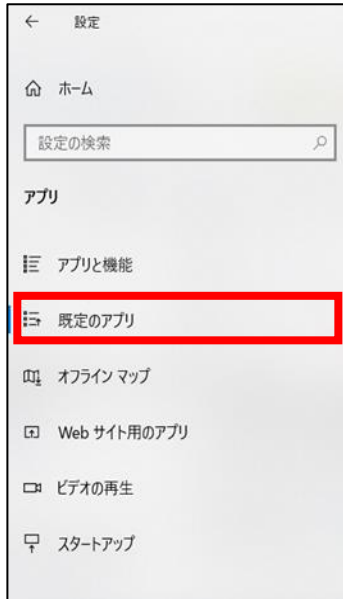 設定
ホーム
設定の検索
アプリ
アプリと機能
既定のアプリ
オフライン マップ
Web サイト用のアプリ
ビデオの再生
スタートアップ